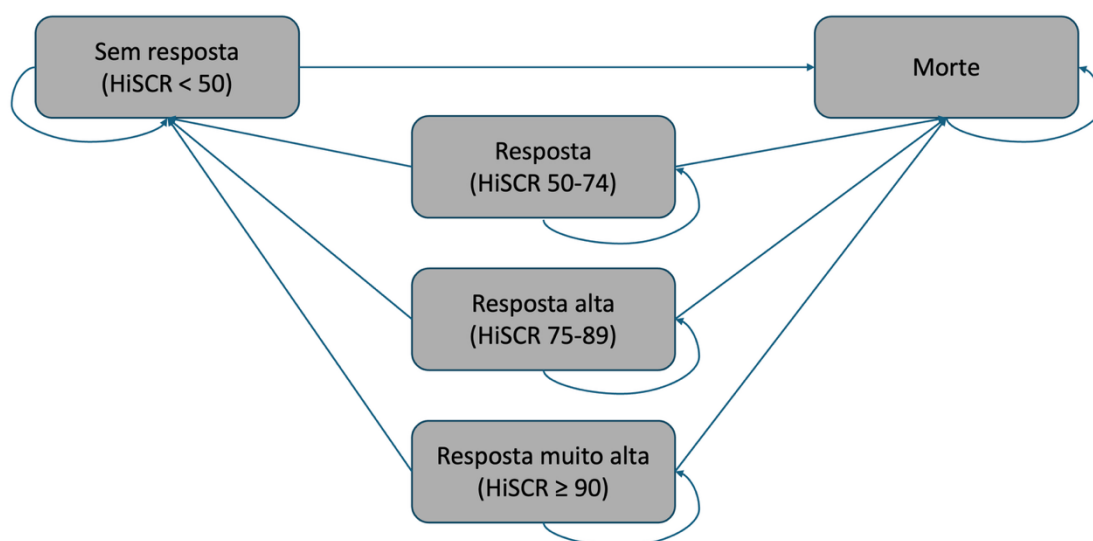 Sem resposta
(HiSCR < 50)
Morte
Resposta
(HiSCR 50-74)
Resposta alta
(HiSCR 75-89)
Resposta muito alta
(HiSCR ≥ 90)